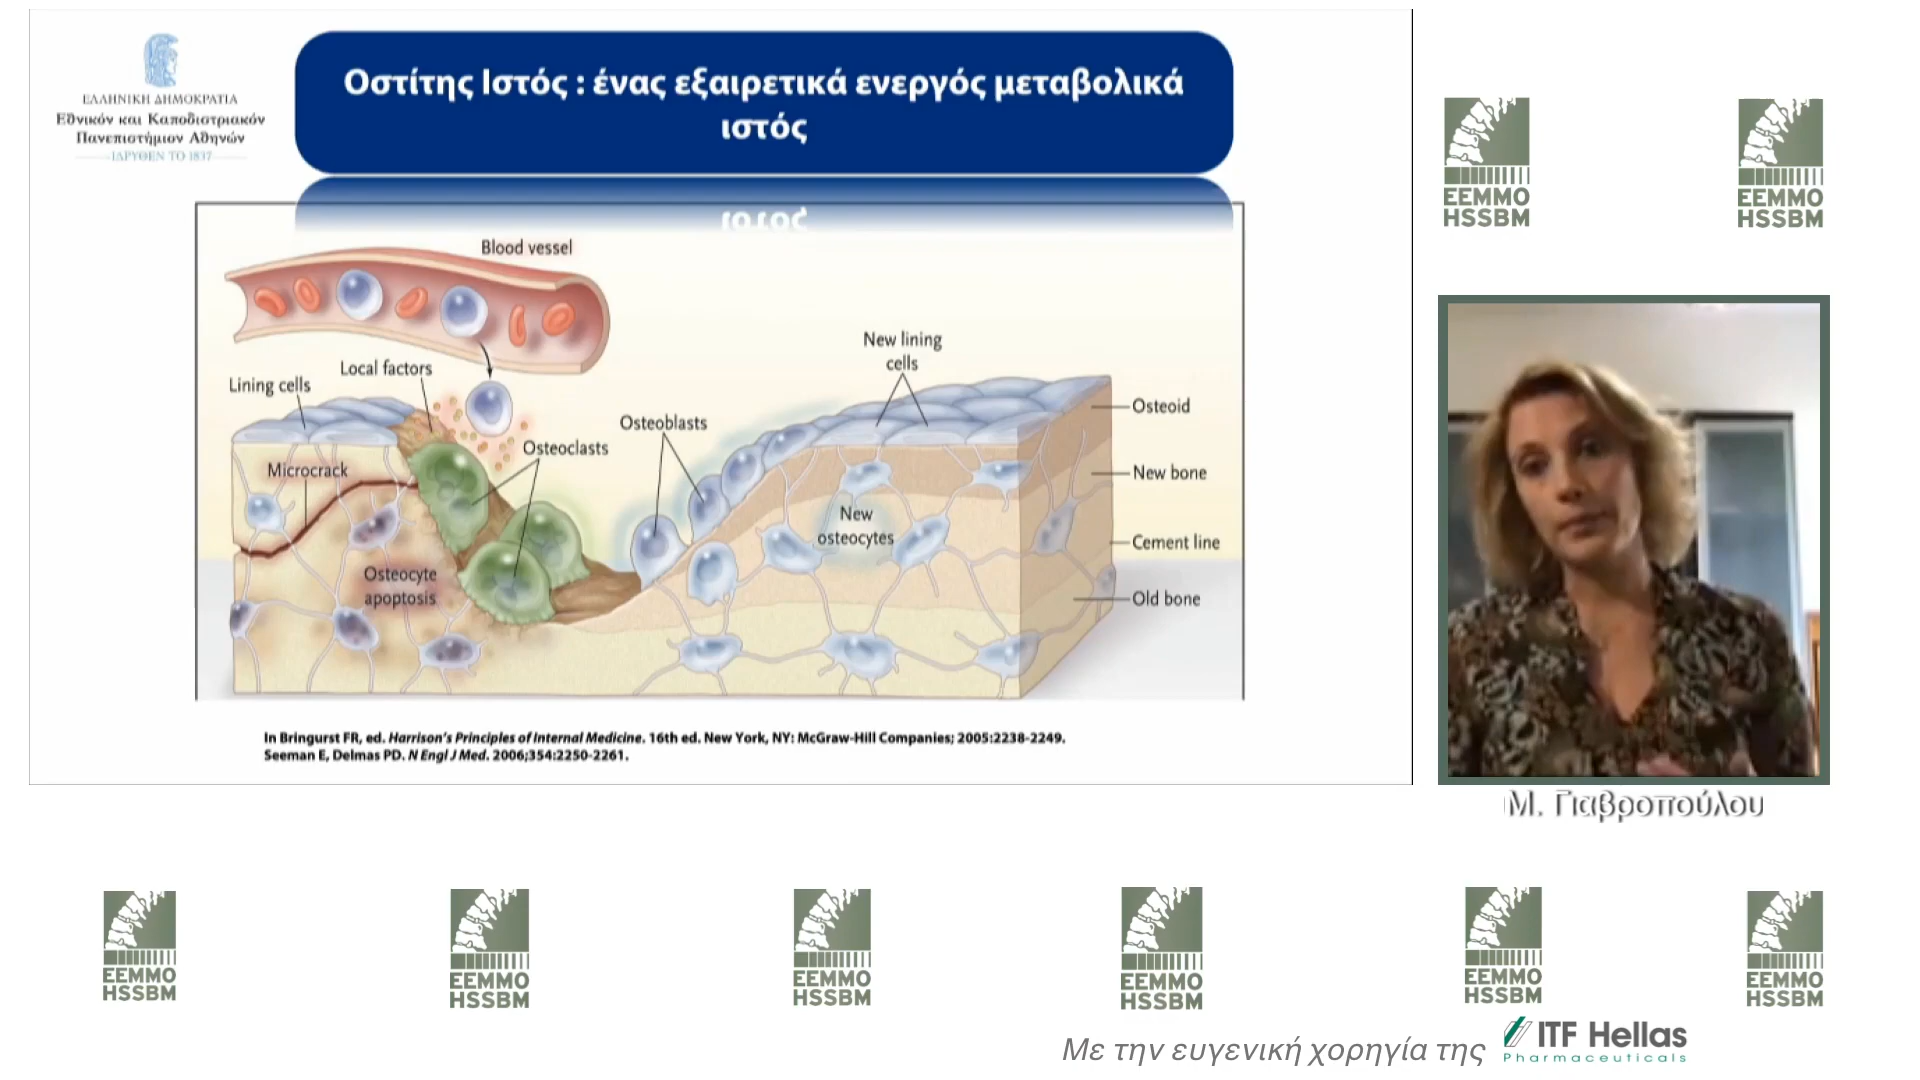 ΕΛΛΗΝΙΚΗ ΔΗΜΟΚΡΑΤΙΑ
Εθνικόν και Καποδιστριακόν
Πανεπιστήμιον Αθηνών
ΙΔΡΥΘΕΝ ΤΟ 1837
Οστίτης Ιστός : ένας εξαιρετικά ενεργός μεταβολικά
ιστός
Blood vessel
Local factors
Lining cells
Microcrack
Osteocyte
apoptosis
Osteoclasts
Osteoblasts
New lining
cells
New
osteocytes
Osteoid
New bone
Cement line
Old bone
In Bringurst FR, ed. Harrison's Principles of Internal Medicine. 16th ed. New York, NY: McGraw-Hill Companies; 2005:2238-2249.
Seeman E, Delmas PD. N Engl J Med. 2006;354:2250-2261.
EEMMO
HSSBM
EEMMO
HSSBM
Μ. Γιαβροπούλου
EEMMO
HSSBM
EEMMO
HSSBM
EEMMO
HSSBM
EEMMO
HSSBM
EEMMO
HSSBM
EEMMO
HSSBM
Με την ευγενική χορηγία της
ITF Hellas
Pharmaceuticals